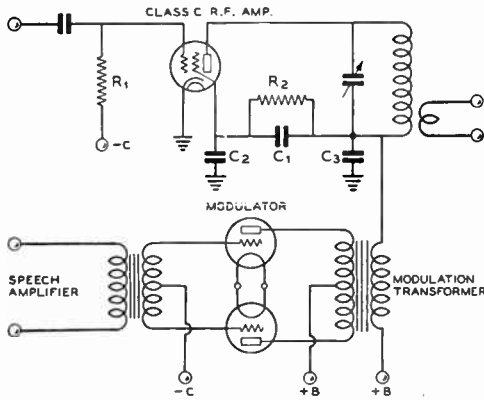 CLASS C R.F. AMP.
R1
R2
-C
C2
C1
C3
MODULATOR
SPEECH
AMPLIFIER
MODULATION
TRANSFORMER
-C
+B
+B